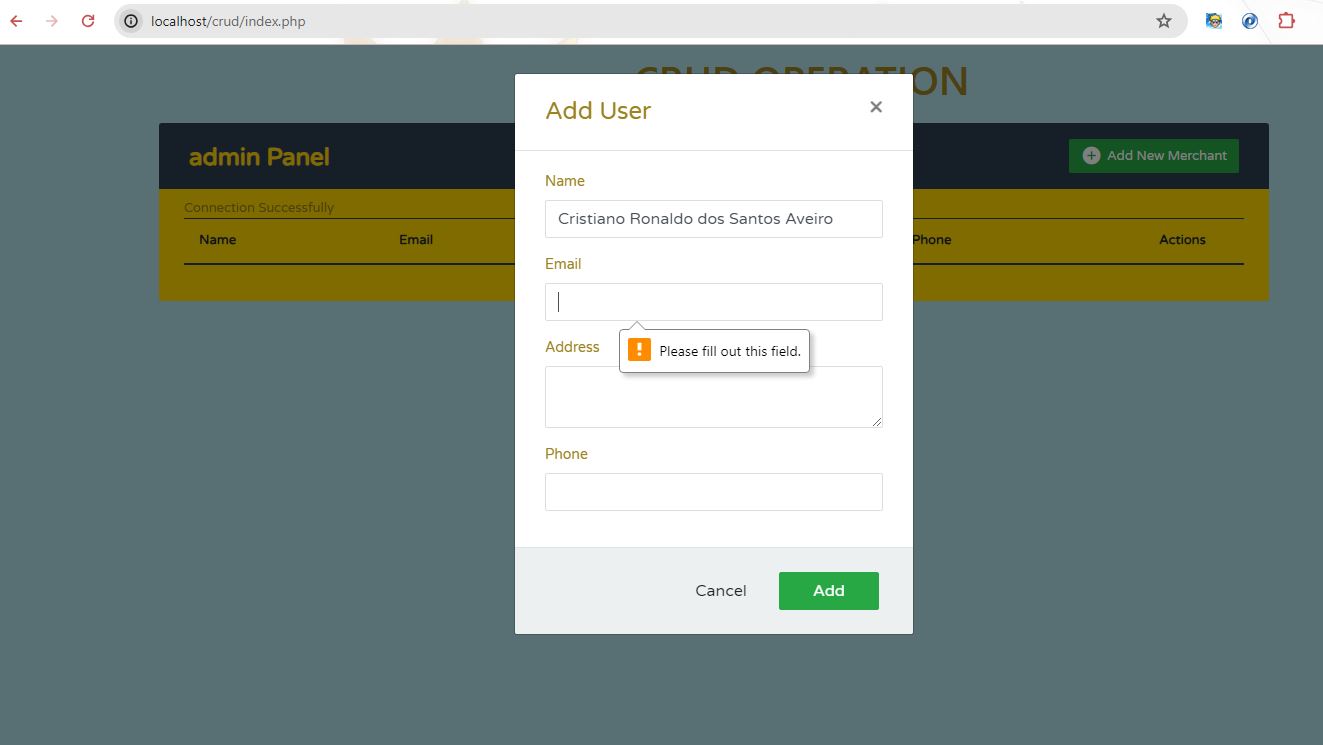 localhost/crud/index.php
CRUD OPERATION
Add User
×
admin Panel
Add New Merchant
Name
Connection Successfully
Cristiano Ronaldo dos Santos Aveiro
Name
Email
Phone
Actions
Email
Address
Please fill out this field.
Phone
Cancel
Add